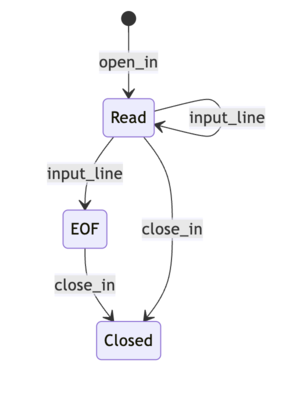 open_in
Read
input_line
input_line
EOF
close_in
close_in
Closed